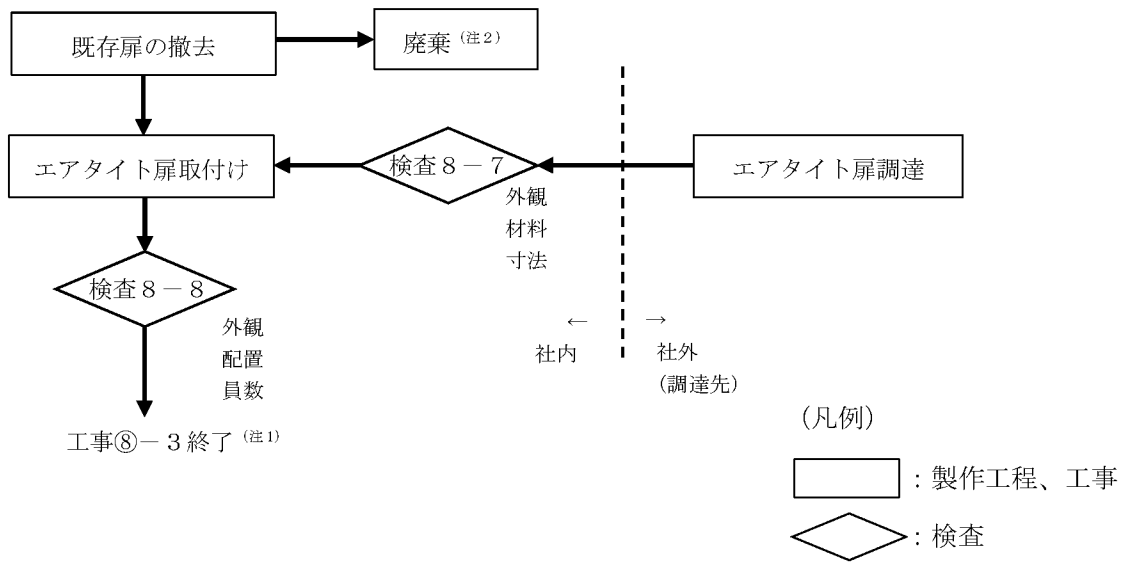 既存扉の撤去
廃棄(注2)
エアタイト扉取付け
検査8－7
エアタイト扉調達
外観
材料
寸法
検査8－8
外観
配置
員数
← →
社内 社外
(調達先)
工事⑧－3終了(注1)
(凡例)
：製作工程、工事
：検査